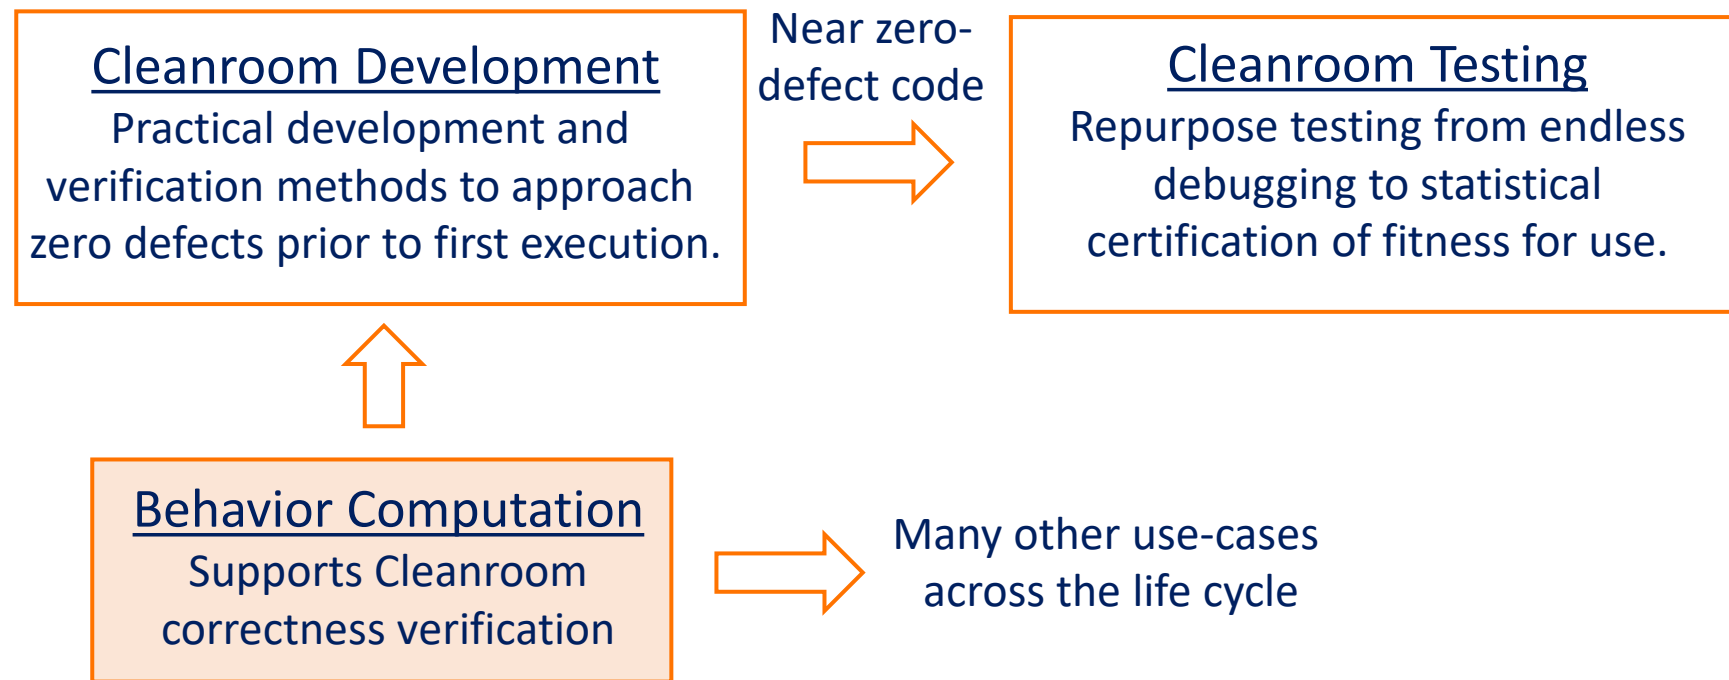 Cleanroom Development
Practical development and
verification methods to approach
zero defects prior to first execution.
Near zero-
defect code
Cleanroom Testing
Repurpose testing from endless
debugging to statistical
certification of fitness for use.
Behavior Computation
Supports Cleanroom
correctness verification
Many other use-cases
across the life cycle